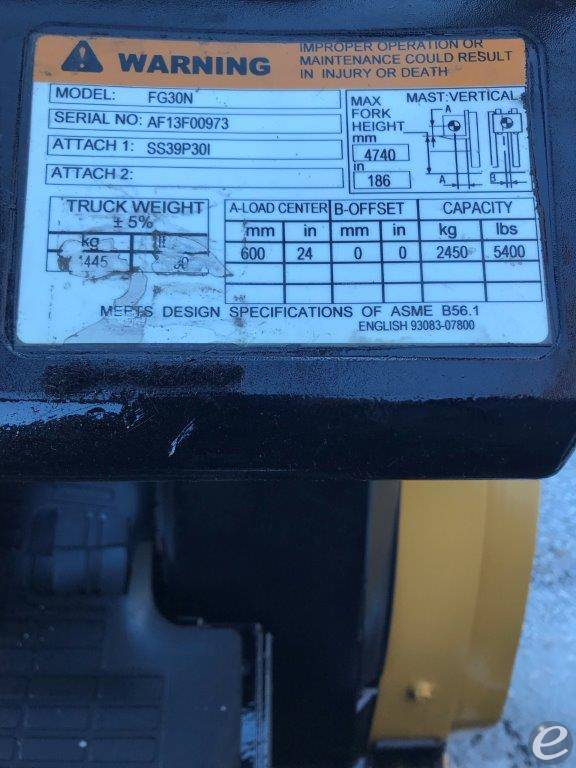 WARNING
IMPROPER OPERATION OR
MAINTENANCE COULD RESULT
IN INJURY OR DEATH
MODEL: FG30N
SERIAL NO: AF13F00973
ATTACH 1: SS39P30I
ATTACH 2:
MAX
FORK
HEIGHT
mm
4740
in
186
MAST:VERTICAL
A
A B
TRUCK WEIGHT
± 5%
kg
4445
A-LOAD CENTER B-OFFSET CAPACITY
mm in mm in kg lbs
600 24 0 0 2450 5400
MEETS DESIGN SPECIFICATIONS OF ASME B56.1
ENGLISH 93083-07800
e